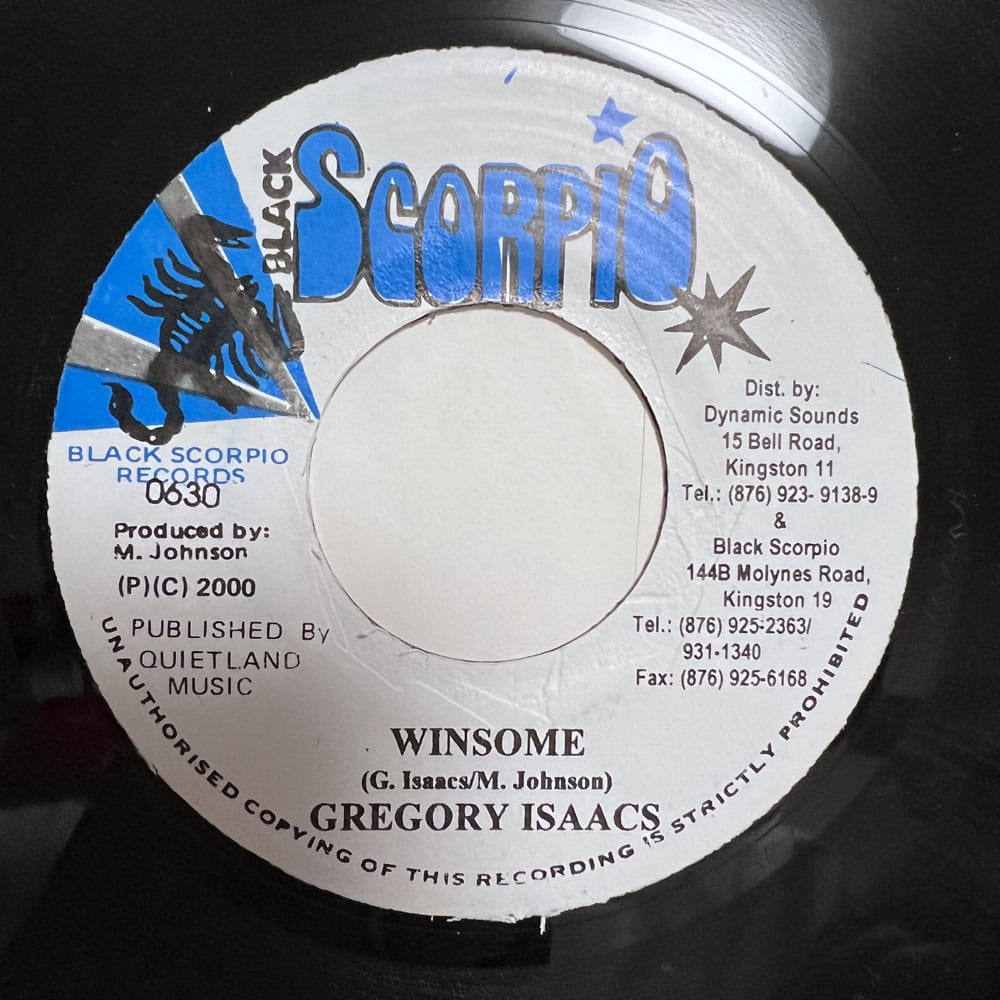 BLACK
SCORPIO
BLACK SCORPIO
RECORDS
0630
Produced by:
M. Johnson
(P)(C) 2000
PUBLISHED By
QUIETLAND
MUSIC
Dist. by:
Dynamic Sounds
15 Bell Road,
Kingston 11
Tel.: (876) 923- 9138-9
&
Black Scorpio
144B Molynes Road,
Kingston 19
Tel.: (876) 925-2363/
931-1340
Fax: (876) 925-6168
WINSOME
(G. Isaacs/M. Johnson)
GREGORY ISAACS
UNAUTHORISED COPYING OF THIS RECORDING IS STRICTLY PROHIBITED